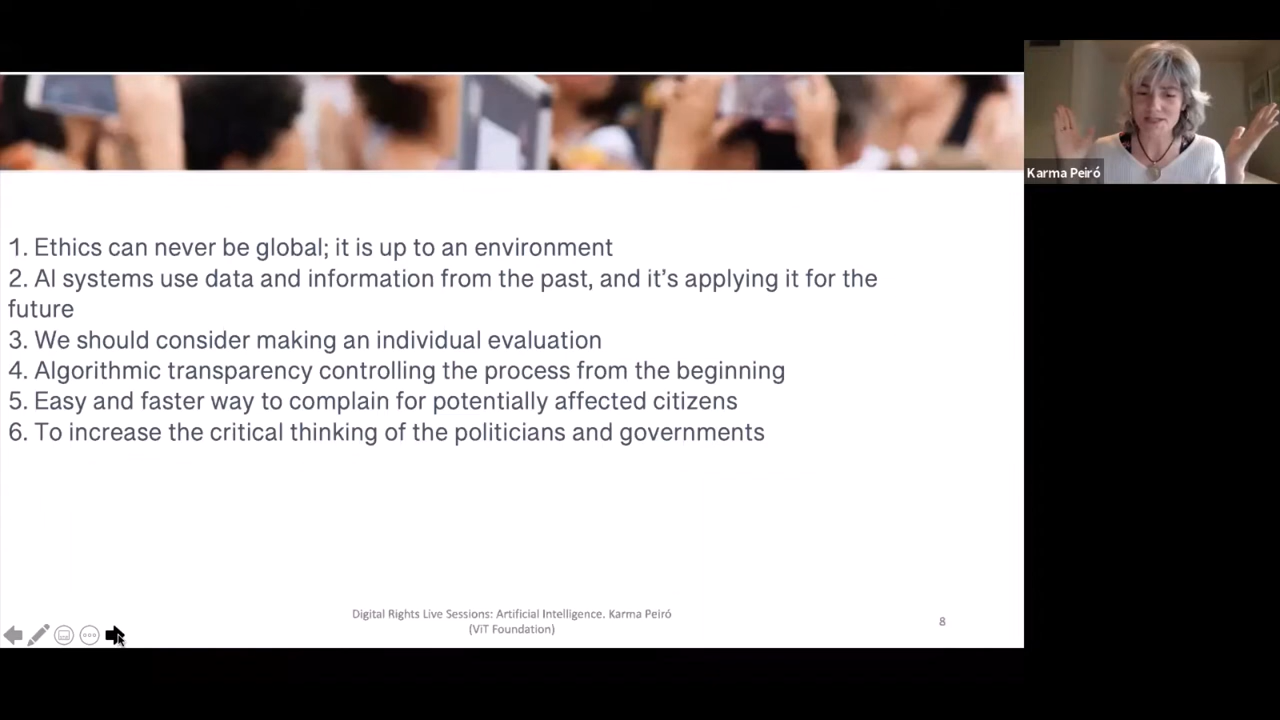 Karma Peiró
1. Ethics can never be global; it is up to an environment
2. AI systems use data and information from the past, and it’s applying it for the
future
3. We should consider making an individual evaluation
4. Algorithmic transparency controlling the process from the beginning
5. Easy and faster way to complain for potentially affected citizens
6. To increase the critical thinking of the politicians and governments
Digital Rights Live Sessions: Artificial Intelligence. Karma Peiró
(ViT Foundation)
8